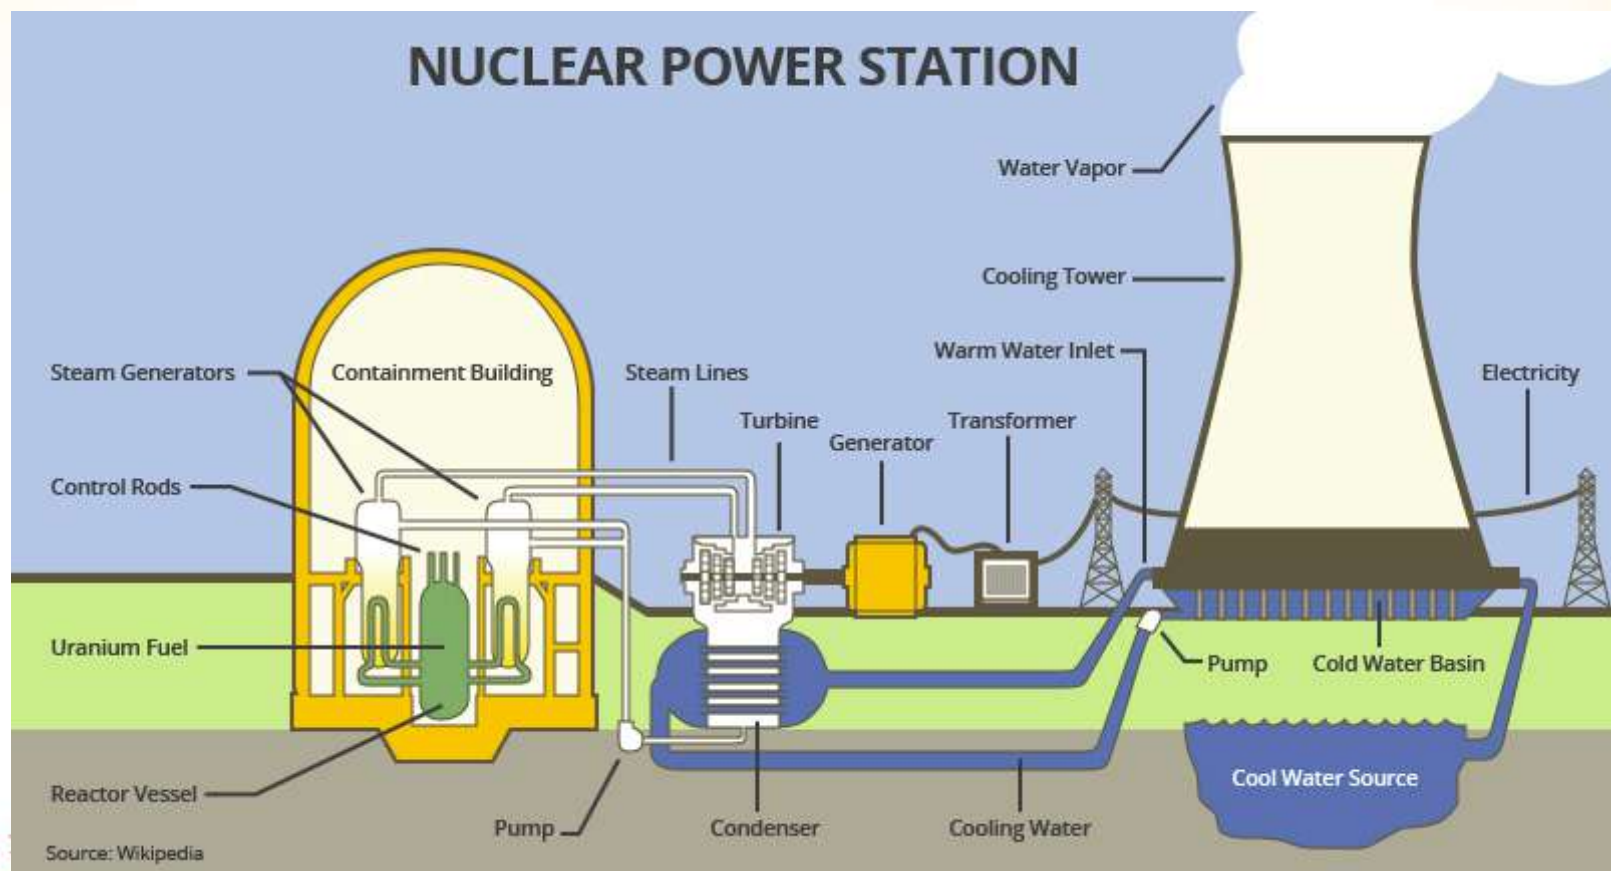 NUCLEAR POWER STATION
Water Vapor
Cooling Tower
Warm Water Inlet
Steam Generators
Containment Building
Steam Lines
Electricity
Turbine
Transformer
Generator
Control Rods
Uranium Fuel
Pump
Cold Water Basin
Cool Water Source
Reactor Vessel
Pump
Condenser
Cooling Water
Source: Wikipedia